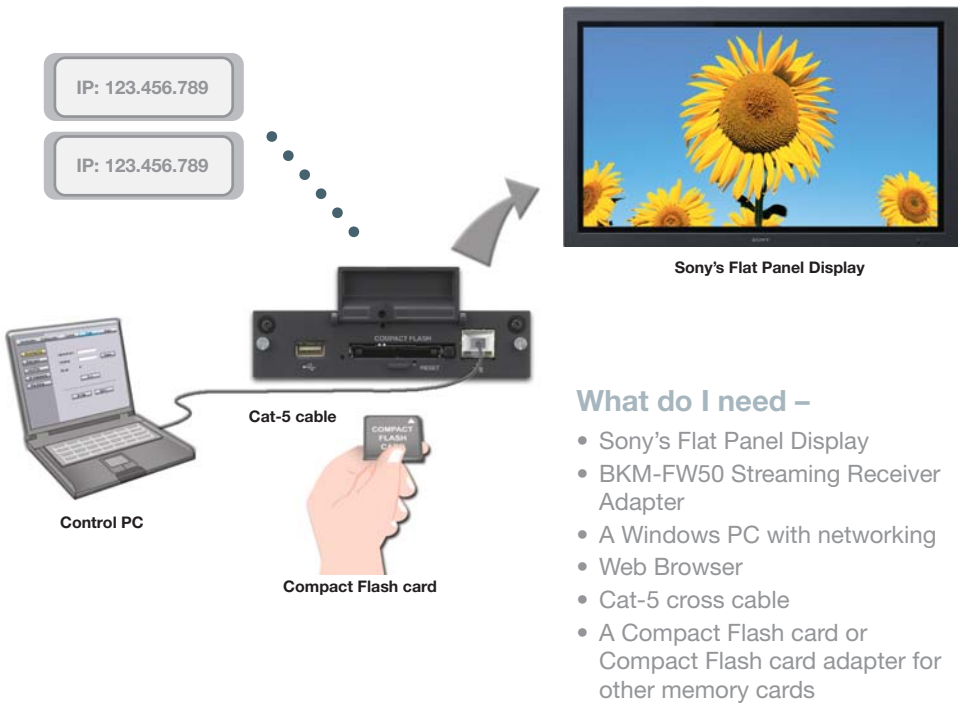 IP: 123.456.789
IP: 123.456.789
SONY
Sony's Flat Panel Display
COMPACT FLASH
RESET
Cat-5 cable
COMPACT
FLASH
CARD
Control PC
Compact Flash card
What do I need –
• Sony's Flat Panel Display
• BKM-FW50 Streaming Receiver
Adapter
• A Windows PC with networking
• Web Browser
• Cat-5 cross cable
• A Compact Flash card or
Compact Flash card adapter for
other memory cards